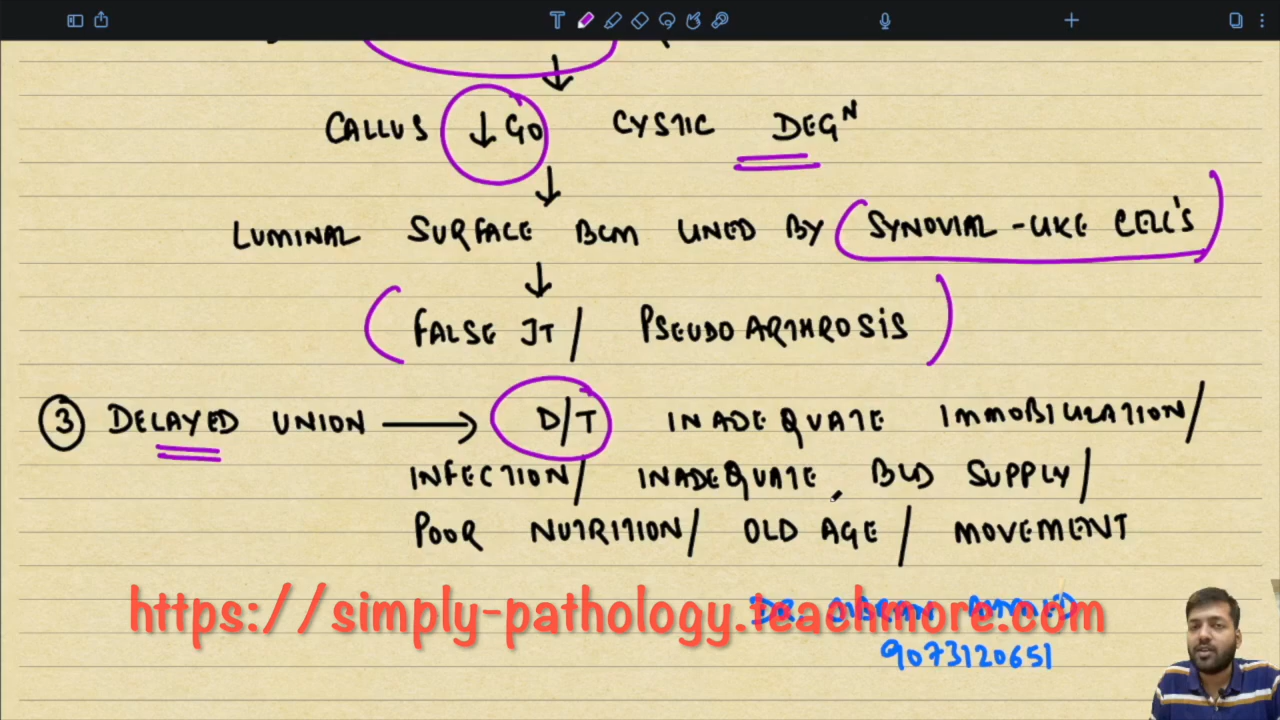 CALLUS ↓GO CYSTIC DEGᴺ
LUMINAL SURFACE BCM LINED BY (SYNOVIAL-LIKE CELL'S)
(FALSE JT / PSEUDOARTHROSIS)
③ DELAYED UNION → D/T INADEQUATE IMMOBILIZATION/
INFECTION/ INADEQUATE BLD SUPPLY/
POOR NUTRITION/ OLD AGE/ MOVEMENT
https://simply-pathology.teachmore.com
DR.
9073120651